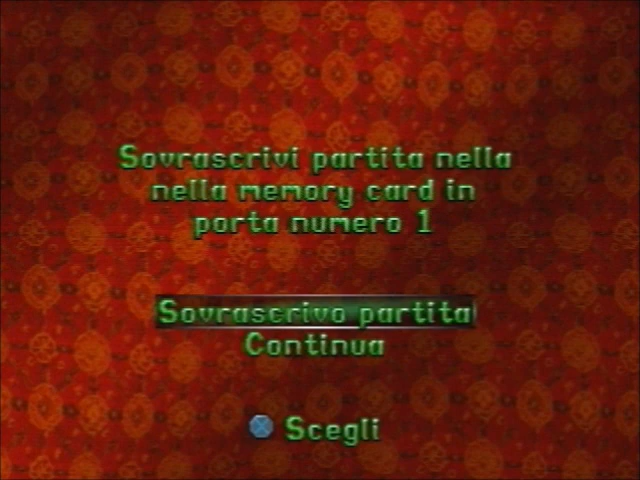 Sovrascrivi partita nella
nella memory card in
porta numero 1
Sovrascrivo partita
Continua
Scegli